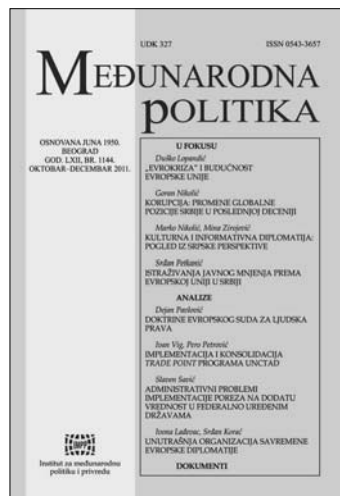 UDK 327
ISSN 0543-3657
MEĐUNARODNA
POLITIKA
OSNOVANA JUNA 1950.
BEOGRAD
GOD. LXII, BR. 1144.
OKTOBAR–DECEMBAR 2011.
U FOKUSU
Duško Lopandić
„EVROKRIZA” I BUDUĆNOST
EVROPSKE UNIJE
Goran Nikolić
KORUPCIJA: PROMENE GLOBALNE
POZICIJE SRBIJE U POSLEDNJOJ DECENIJI
Marko Nikolić, Mina Zirojević
KULTURNA I INFORMATIVNA DIPLOMATIJA:
POGLED IZ SRPSKE PERSPEKTIVE
Srđan Petkanić
ISTRAŽIVANJA JAVNOG MNJENJA PREMA
EVROPSKOJ UNIJI U SRBIJI
ANALIZE
Dejan Pavlović
DOKTRINE EVROPSKOG SUDA ZA LJUDSKA
PRAVA
Joan Vig, Pero Petrović
IMPLEMENTACIJA I KONSOLIDACIJA
TRADE POINT PROGRAMA UNCTAD
Slaven Savić
ADMINISTRATIVNI PROBLEMI
IMPLEMENTACIJE POREZA NA DODATU
VREDNOST U FEDERALNO UREĐENIM
DRŽAVAMA
Ivona Lađevac, Srđan Korać
UNUTRAŠNJA ORGANIZACIJA SAVREMENE
EVROPSKE DIPLOMATIJE
DOKUMENTI
Institut za međunarodnu
politiku i privredu